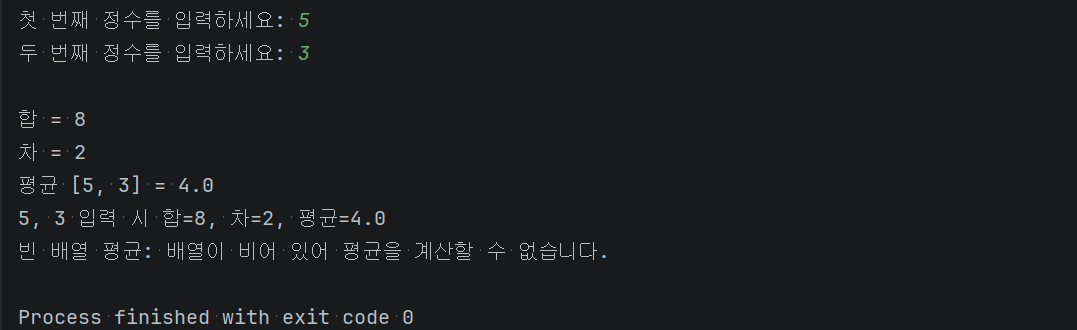 첫 번째 정수를 입력하세요: 5
두 번째 정수를 입력하세요: 3
합 = 8
차 = 2
평균 [5, 3] = 4.0
5, 3 입력 시 합=8, 차=2, 평균=4.0
빈 배열 평균: 배열이 비어 있어 평균을 계산할 수 없습니다.
Process finished with exit code 0